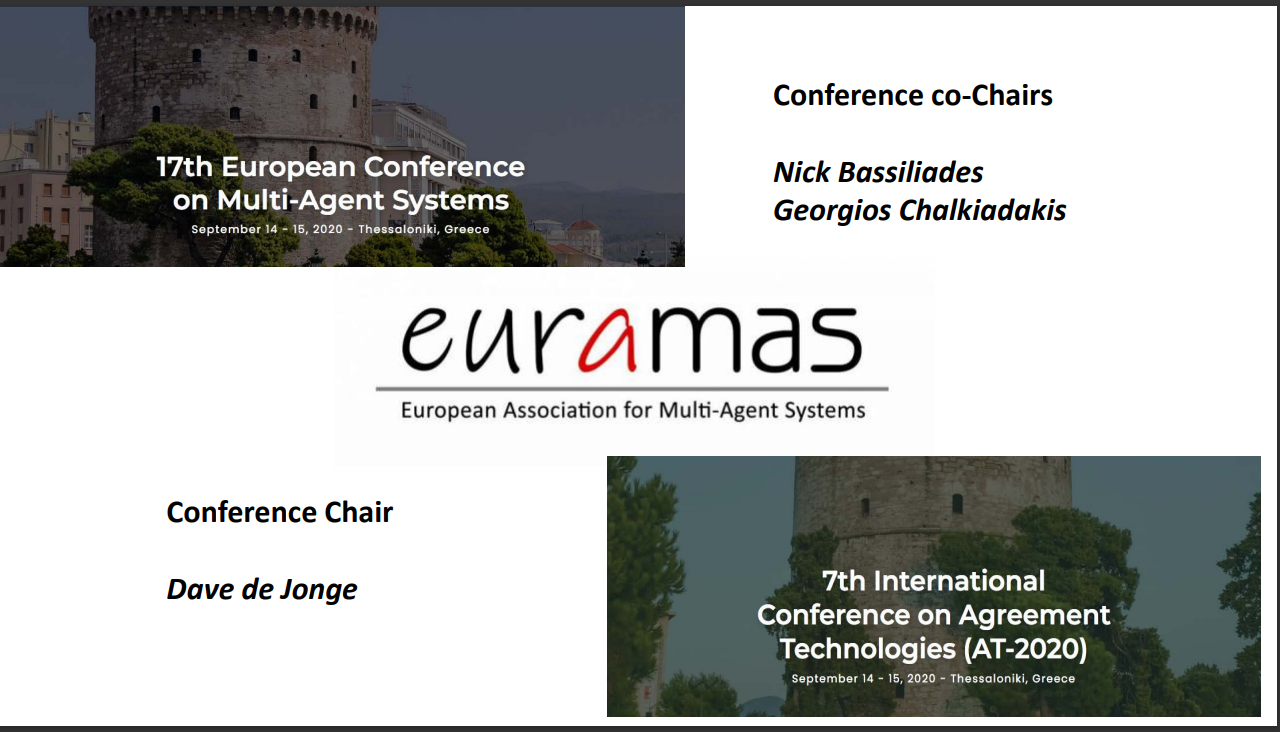 17th European Conference
on Multi-Agent Systems
September 14 - 15, 2020 - Thessaloniki, Greece
Conference co-Chairs
Nick Bassiliades
Georgios Chalkiadakis
euramas
European Association for Multi-Agent Systems
Conference Chair
Dave de Jonge
7th International
Conference on Agreement
Technologies (AT-2020)
September 14 - 15, 2020 - Thessaloniki, Greece